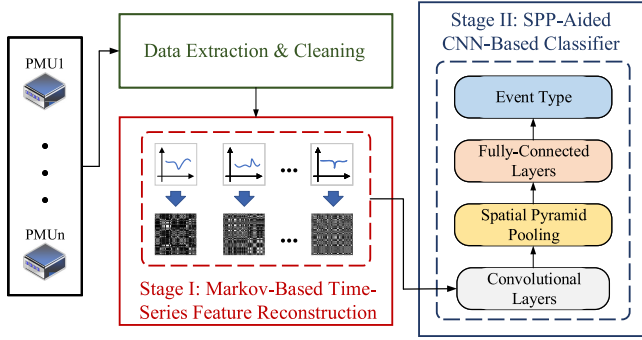 PMU1
PMUn
Data Extraction & Cleaning
Stage I: Markov-Based Time-
Series Feature Reconstruction
Stage II: SPP-Aided
CNN-Based Classifier
Event Type
Fully-Connected
Layers
Spatial Pyramid
Pooling
Convolutional
Layers